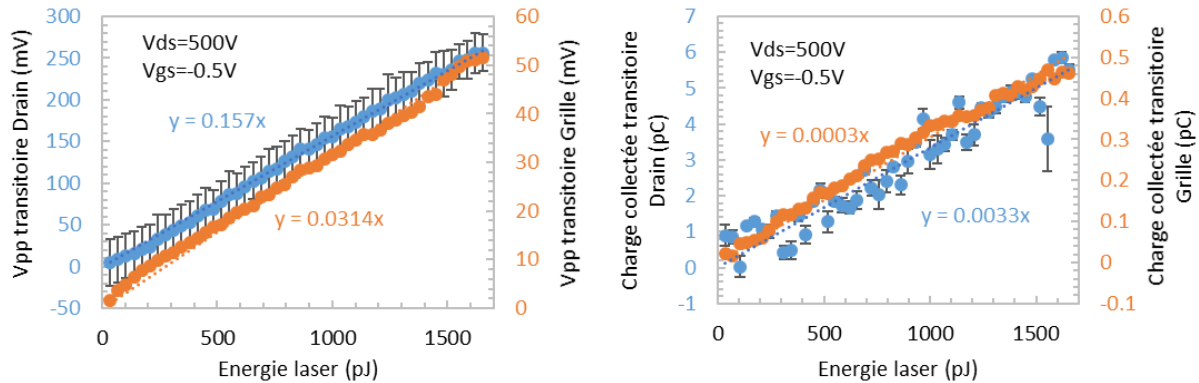 Vpp transitoire Drain (mV)
300
250
200
150
100
50
0
-50
Vds=500V
Vgs=-0.5V
y = 0.157x
y = 0.0314x
60
50
40
30
20
10
0
Vpp transitoire Grille (mV)
0
500
1000
1500
Energie laser (pJ)
Charge collectée transitoire
Drain (pC)
7
6
5
4
3
2
1
0
-1
Vds=500V
Vgs=-0.5V
y = 0.0003x
y = 0.0033x
0.6
0.5
0.4
0.3
0.2
0.1
0
-0.1
Charge collectée transitoire
Grille (pC)
0
500
1000
1500
Energie laser (pJ)